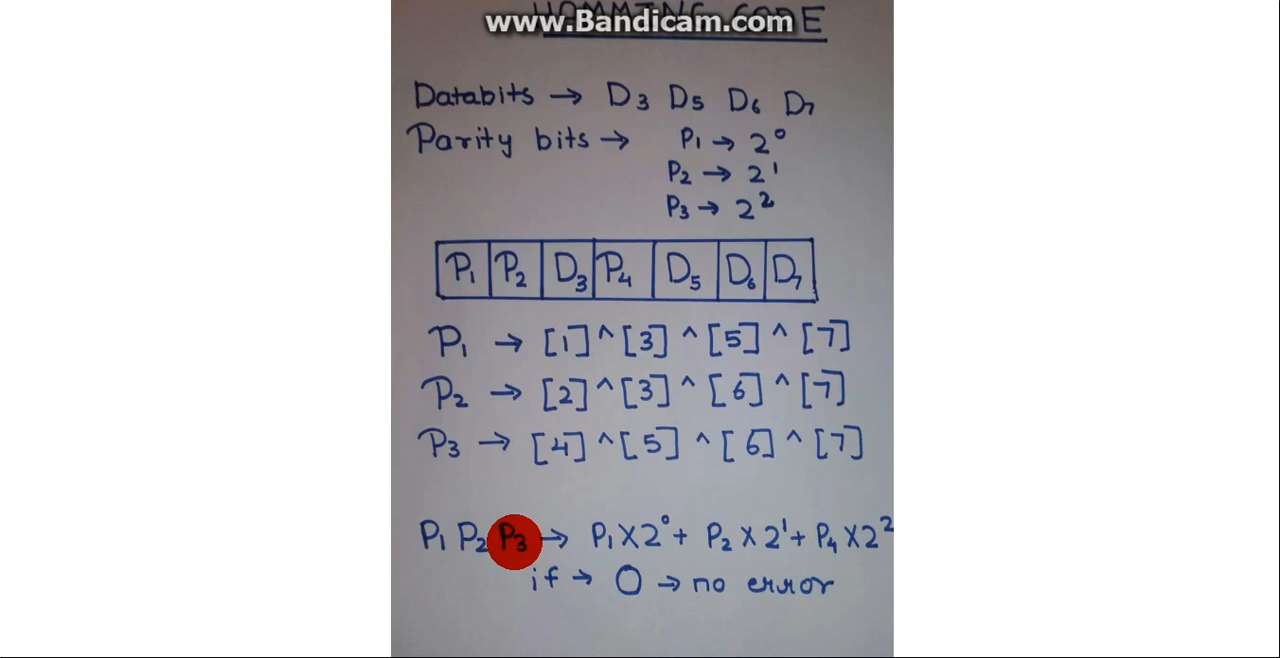 www.Bandicam.com
HOMMING CODE
Databits → D3 D5 D6 D7
Parity bits → P1 → 2⁰
P2 → 2¹
P3 → 2²
P1 P2 D3 P4 D5 D6 D7
P1 → [1] ^ [3] ^ [5] ^ [7]
P2 → [2] ^ [3] ^ [6] ^ [7]
P3 → [4] ^ [5] ^ [6] ^ [7]
P1 P2 P3 → P1 X 2⁰ + P2 X 2¹ + P4 X 2²
if → 0 → no error